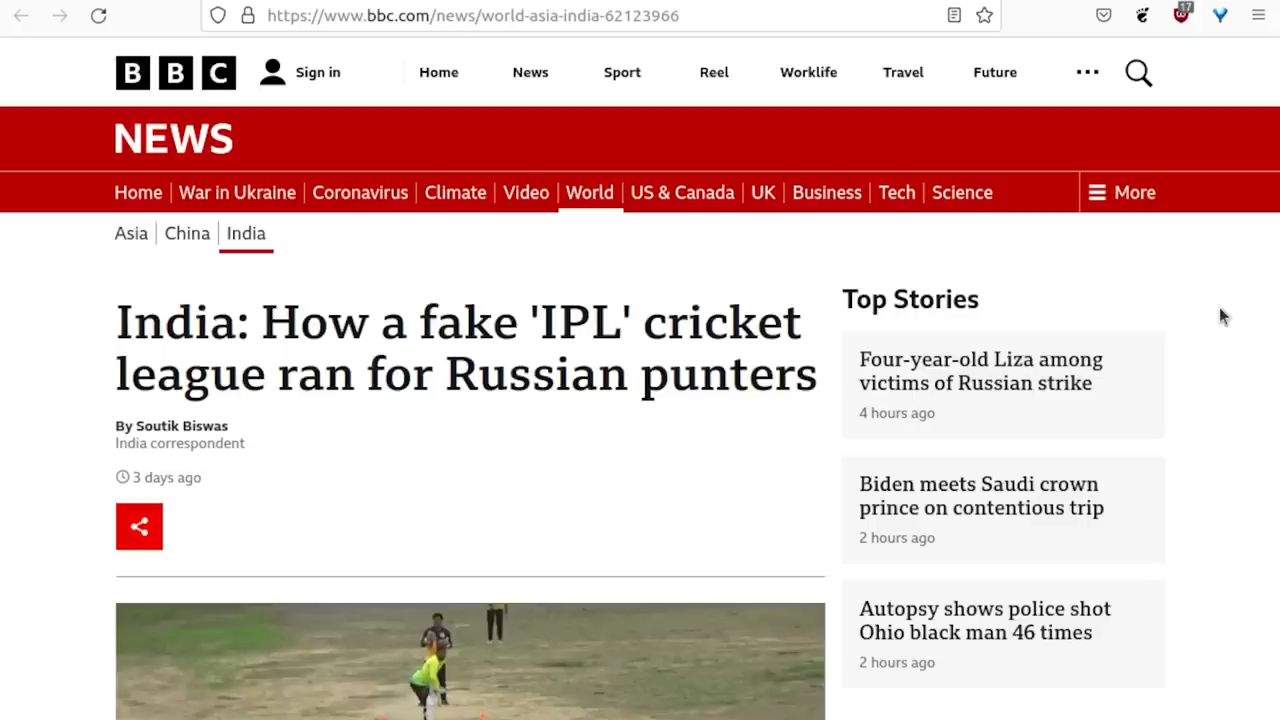 https://www.bbc.com/news/world-asia-india-62123966
17
BBC
Sign in
Home
News
Sport
Reel
Worklife
Travel
Future
NEWS
Home
War in Ukraine
Coronavirus
Climate
Video
World
US & Canada
UK
Business
Tech
Science
More
Asia
China
India
India: How a fake 'IPL' cricket
league ran for Russian punters
By Soutik Biswas
India correspondent
3 days ago
Top Stories
Four-year-old Liza among
victims of Russian strike
4 hours ago
Biden meets Saudi crown
prince on contentious trip
2 hours ago
Autopsy shows police shot
Ohio black man 46 times
2 hours ago